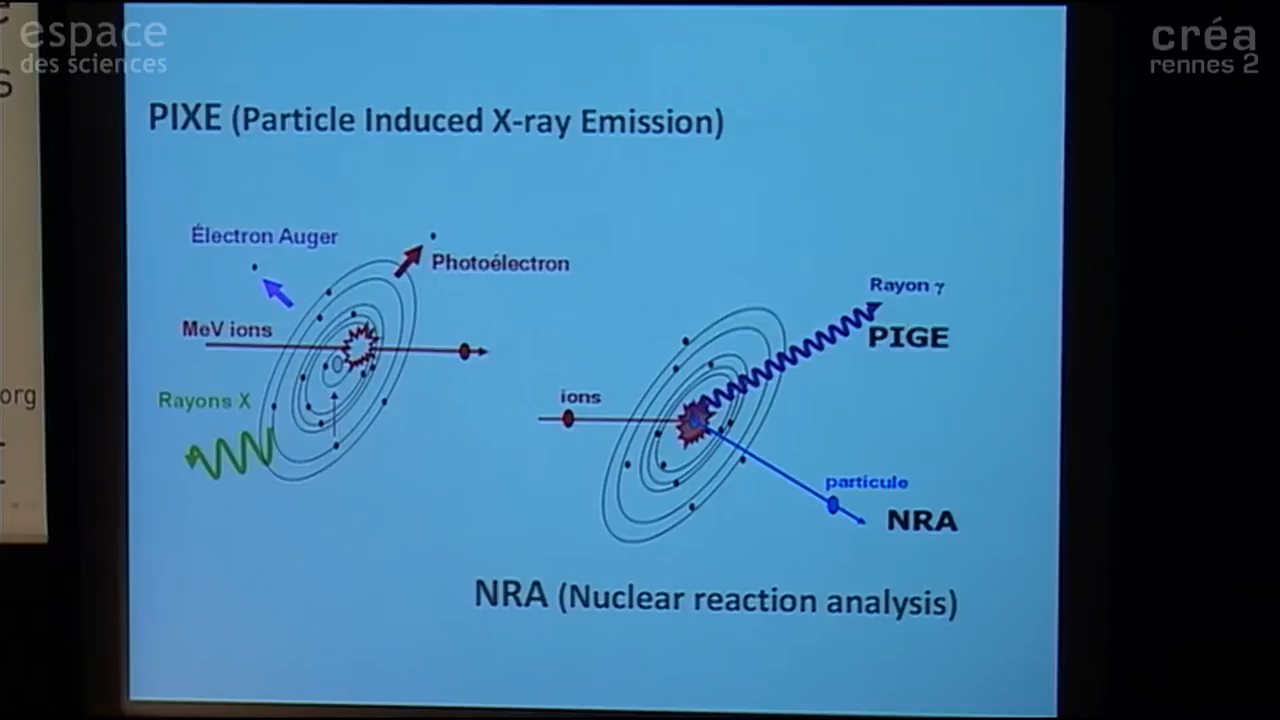 espace
des sciences
créa
rennes 2
S
org
PIXE (Particle Induced X-ray Emission)
Électron Auger
Photoélectron
MeV ions
Rayons X
Rayon γ
PIGE
ions
particule
NRA
NRA (Nuclear reaction analysis)